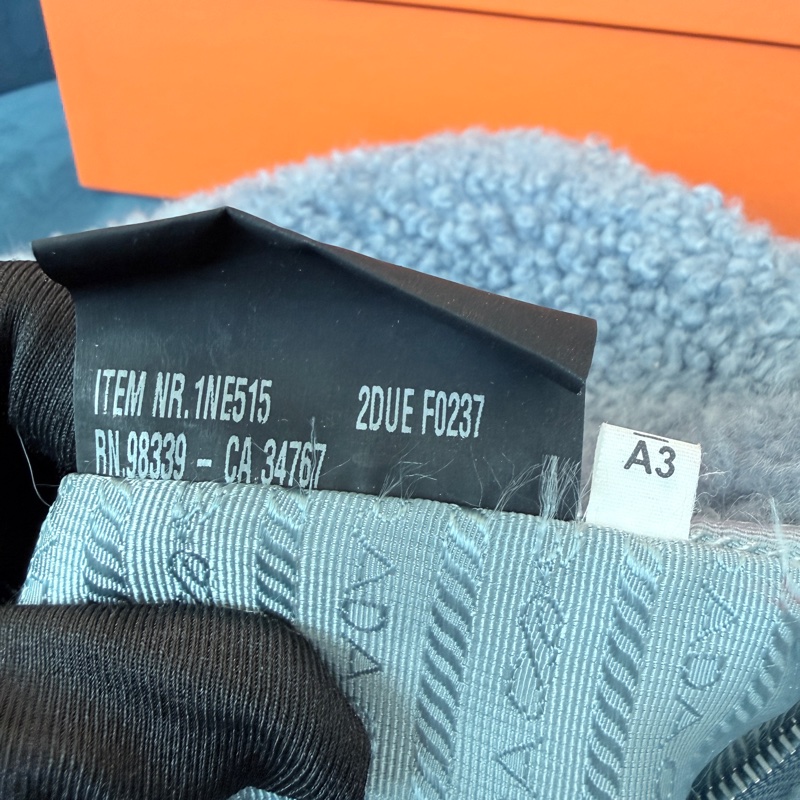 ITEM NR.1NE515 2DUE F0237
RN.98339 - CA 34767
A3